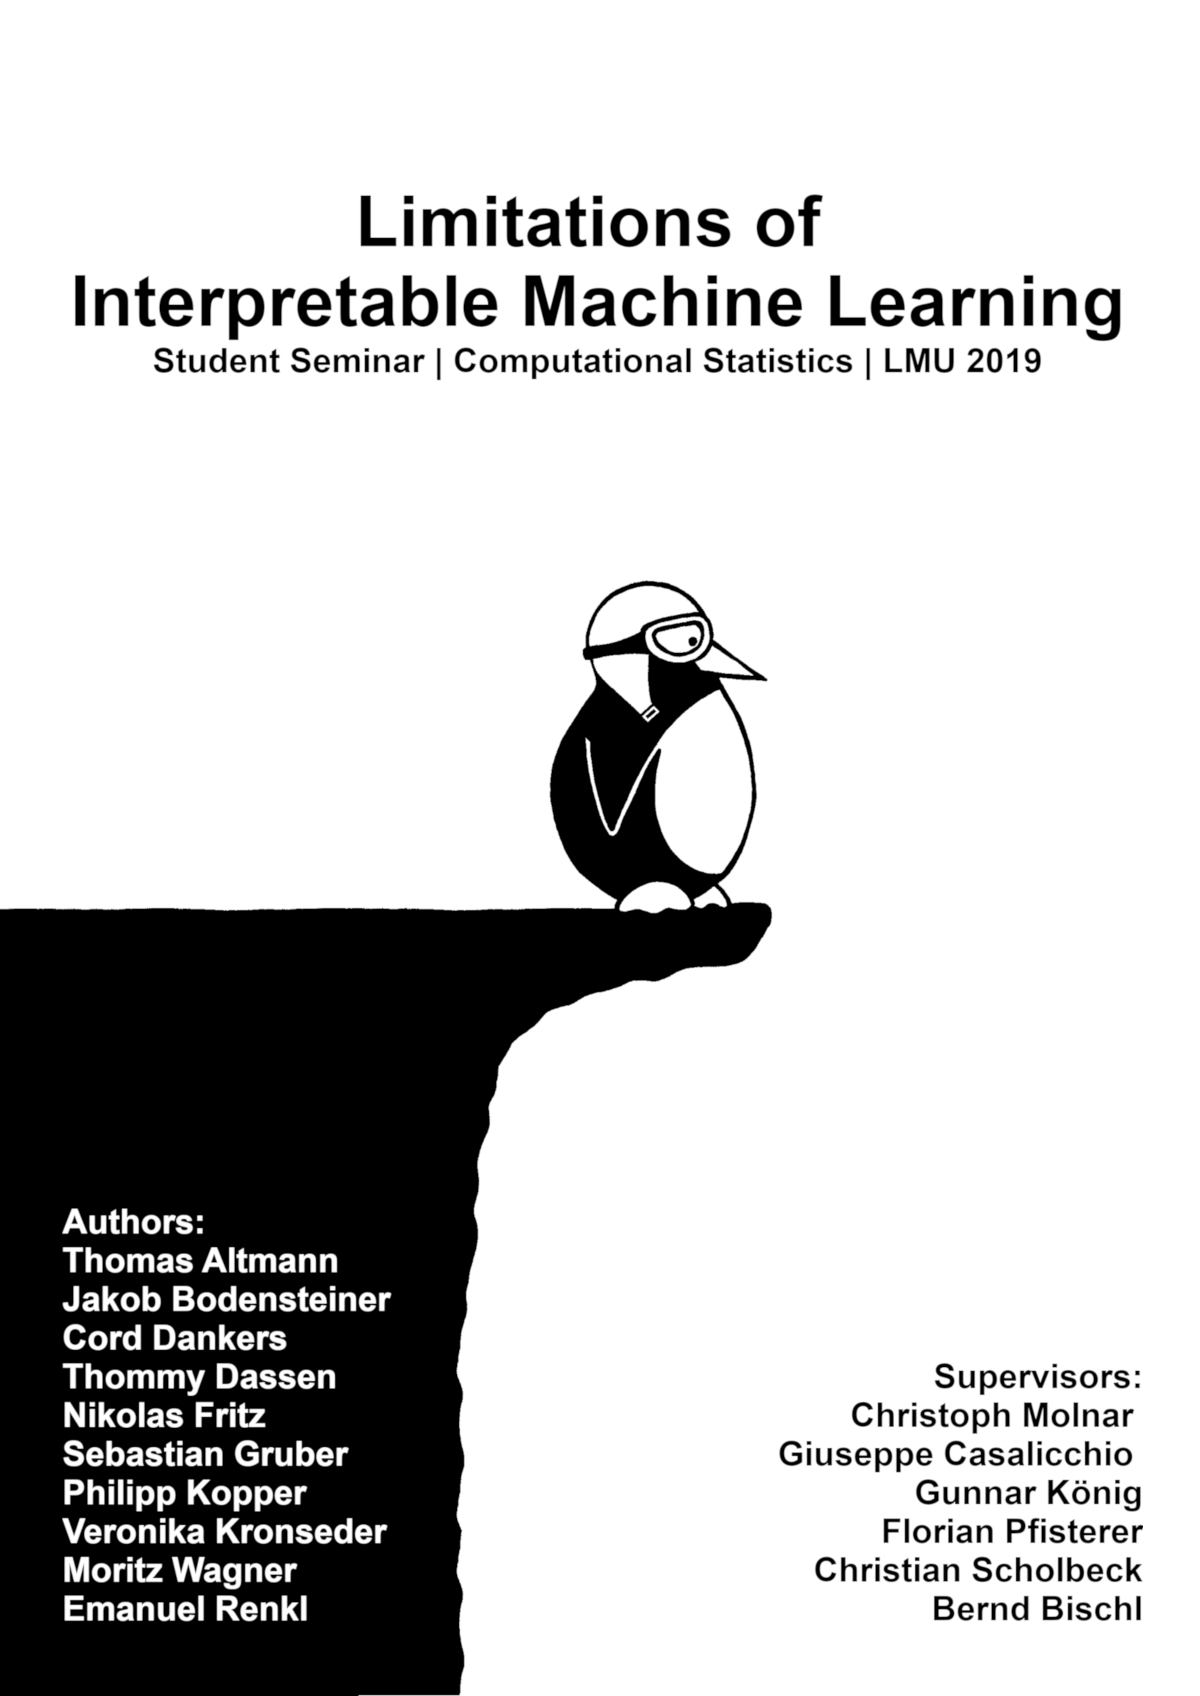 Limitations of
Interpretable Machine Learning
Student Seminar | Computational Statistics | LMU 2019
Authors:
Thomas Altmann
Jakob Bodensteiner
Cord Dankers
Thommy Dassen
Nikolas Fritz
Sebastian Gruber
Philipp Kopper
Veronika Kronseder
Moritz Wagner
Emanuel Renkl
Supervisors:
Christoph Molnar
Giuseppe Casalicchio
Gunnar König
Florian Pfisterer
Christian Scholbeck
Bernd Bischl